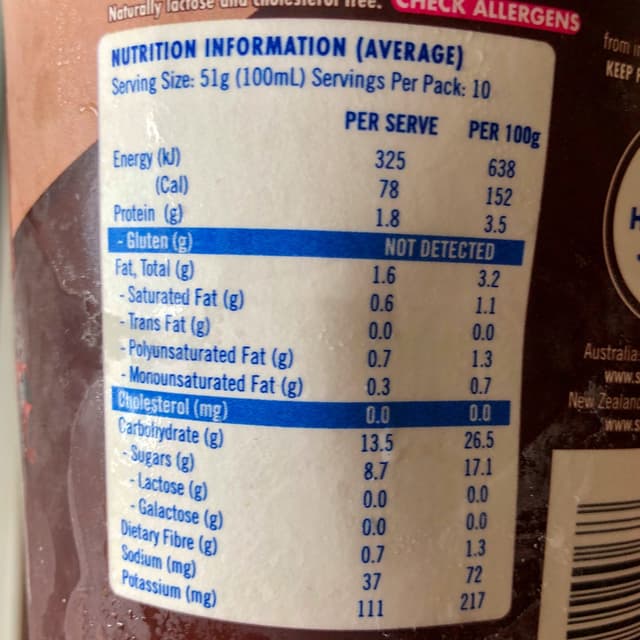 Naturally lactose and cholesterol free.
CHECK ALLERGENS
NUTRITION INFORMATION (AVERAGE)
Serving Size: 51g (100mL) Servings Per Pack: 10
PER SERVE PER 100g
Energy (kJ) 325 638
(Cal) 78 152
Protein (g) 1.8 3.5
- Gluten (g) NOT DETECTED
Fat, Total (g) 1.6 3.2
- Saturated Fat (g) 0.6 1.1
- Trans Fat (g) 0.0 0.0
- Polyunsaturated Fat (g) 0.7 1.3
- Monounsaturated Fat (g) 0.3 0.7
Cholesterol (mg) 0.0 0.0
Carbohydrate (g) 13.5 26.5
- Sugars (g) 8.7 17.1
- Lactose (g) 0.0 0.0
- Galactose (g) 0.0 0.0
Dietary Fibre (g) 0.7 1.3
Sodium (mg) 37 72
Potassium (mg) 111 217
from
KEEP
Australia
www.s
New Zealand
www.s